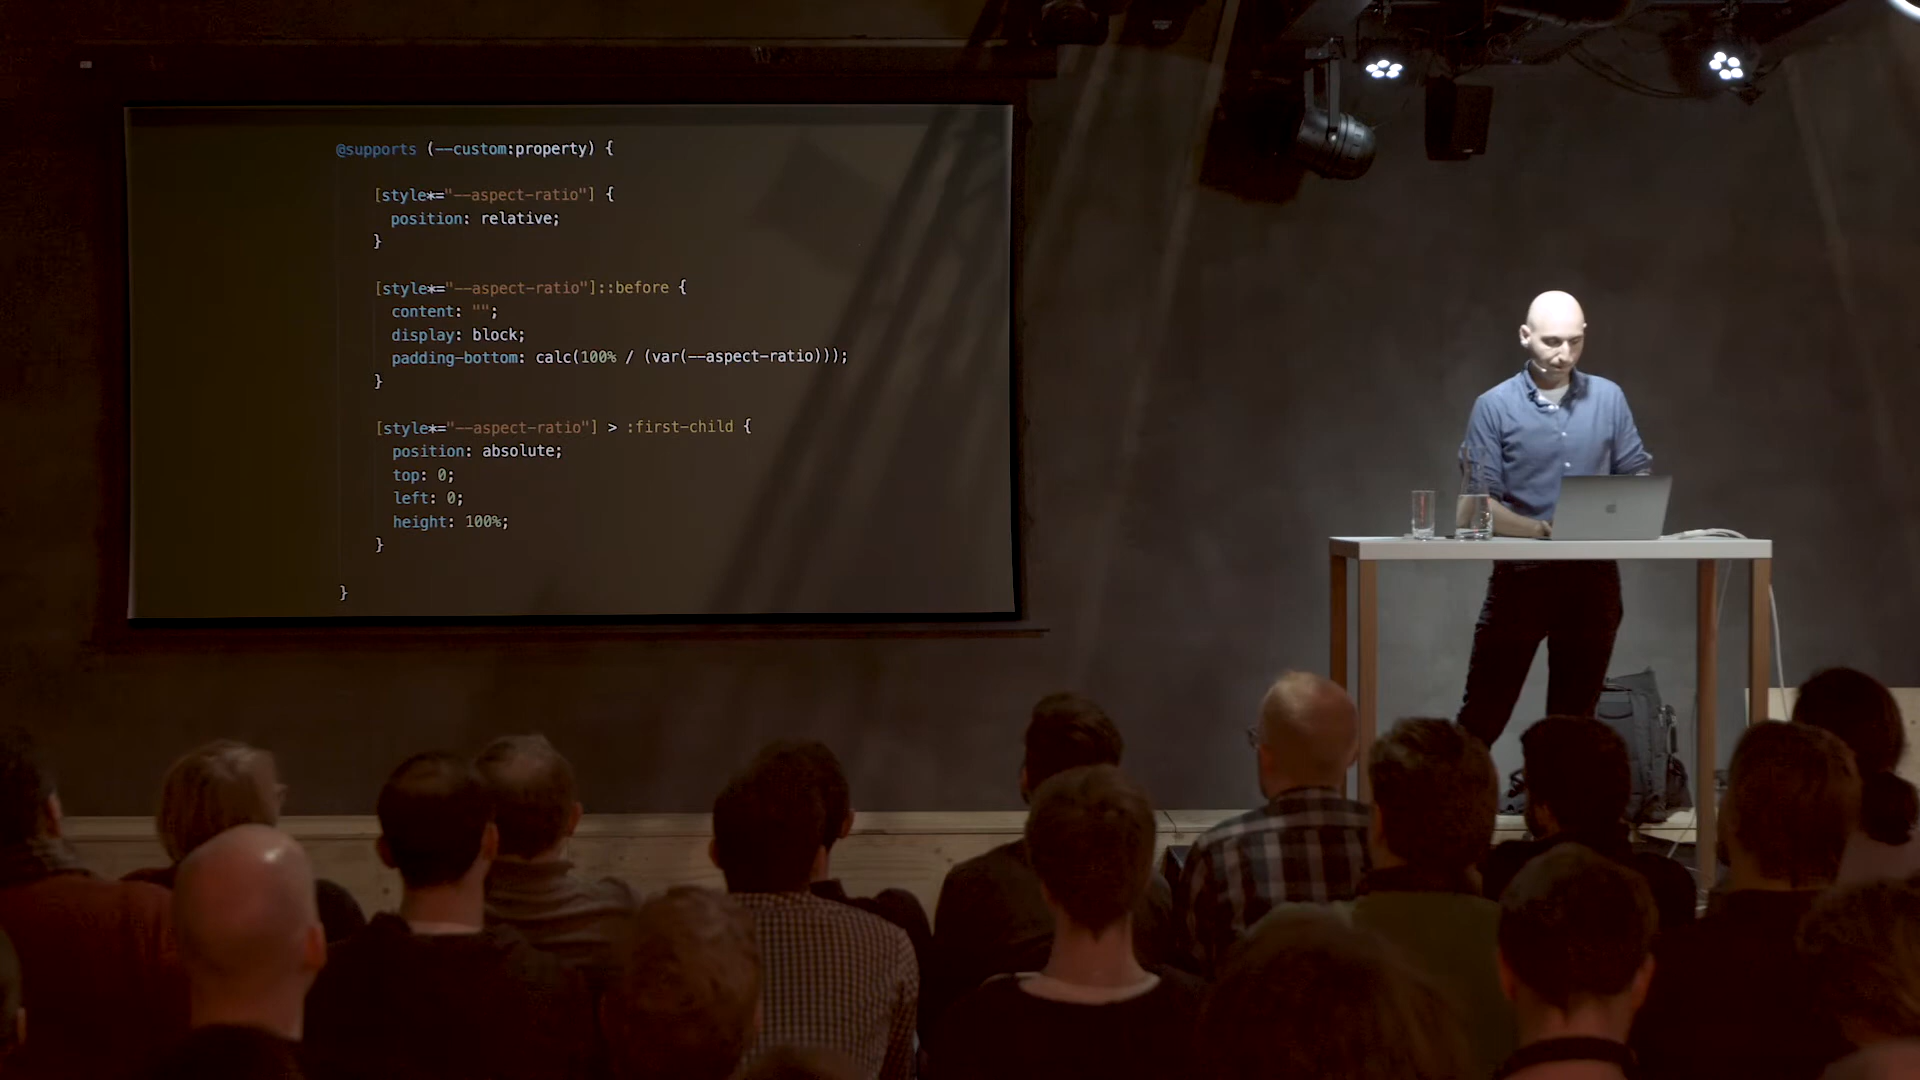 @supports (--custom:property) {
[style*="--aspect-ratio"] {
position: relative;
}
[style*="--aspect-ratio"]::before {
content: "";
display: block;
padding-bottom: calc(100% / (var(--aspect-ratio)));
}
[style*="--aspect-ratio"] > :first-child {
position: absolute;
top: 0;
left: 0;
height: 100%;
}
}